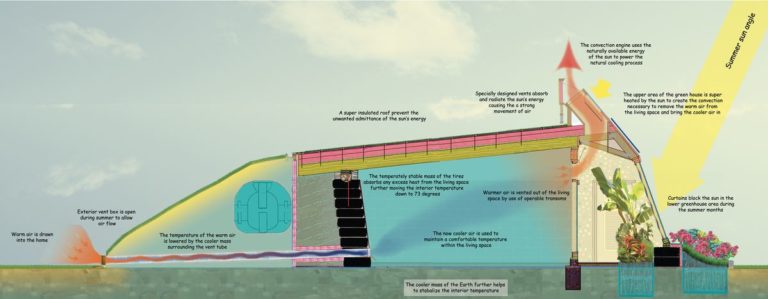 The convection engine uses the
naturally available energy
of the sun to power the
natural cooling process
Summer sun angle
Specially designed vents absorb
and radiate the sun's energy
causing the a strong
movement of air
The upper area of the green house is super
heated by the sun to create the convection
necessary to remove the warm air from
the living space and bring the cooler air in
A super insulated roof prevent the
unwanted admittance of the sun's energy
The temperately stable mass of the tires
absorbs any excess heat from the living space
further moving the interior temperature
down to 73 degrees
Warmer air is vented out of the living
space by use of operable transoms
Curtains block the sun in the
lower greenhouse area during
the summer months
Exterior vent box is open
during summer to allow
air flow
Warm air is drawn
into the home
The temperature of the warm air
is lowered by the cooler mass
surrounding the vent tube
The now cooler air is used to
maintain a comfortable temperature
within the living space
The cooler mass of the Earth further helps
to stabalize the interior temperature